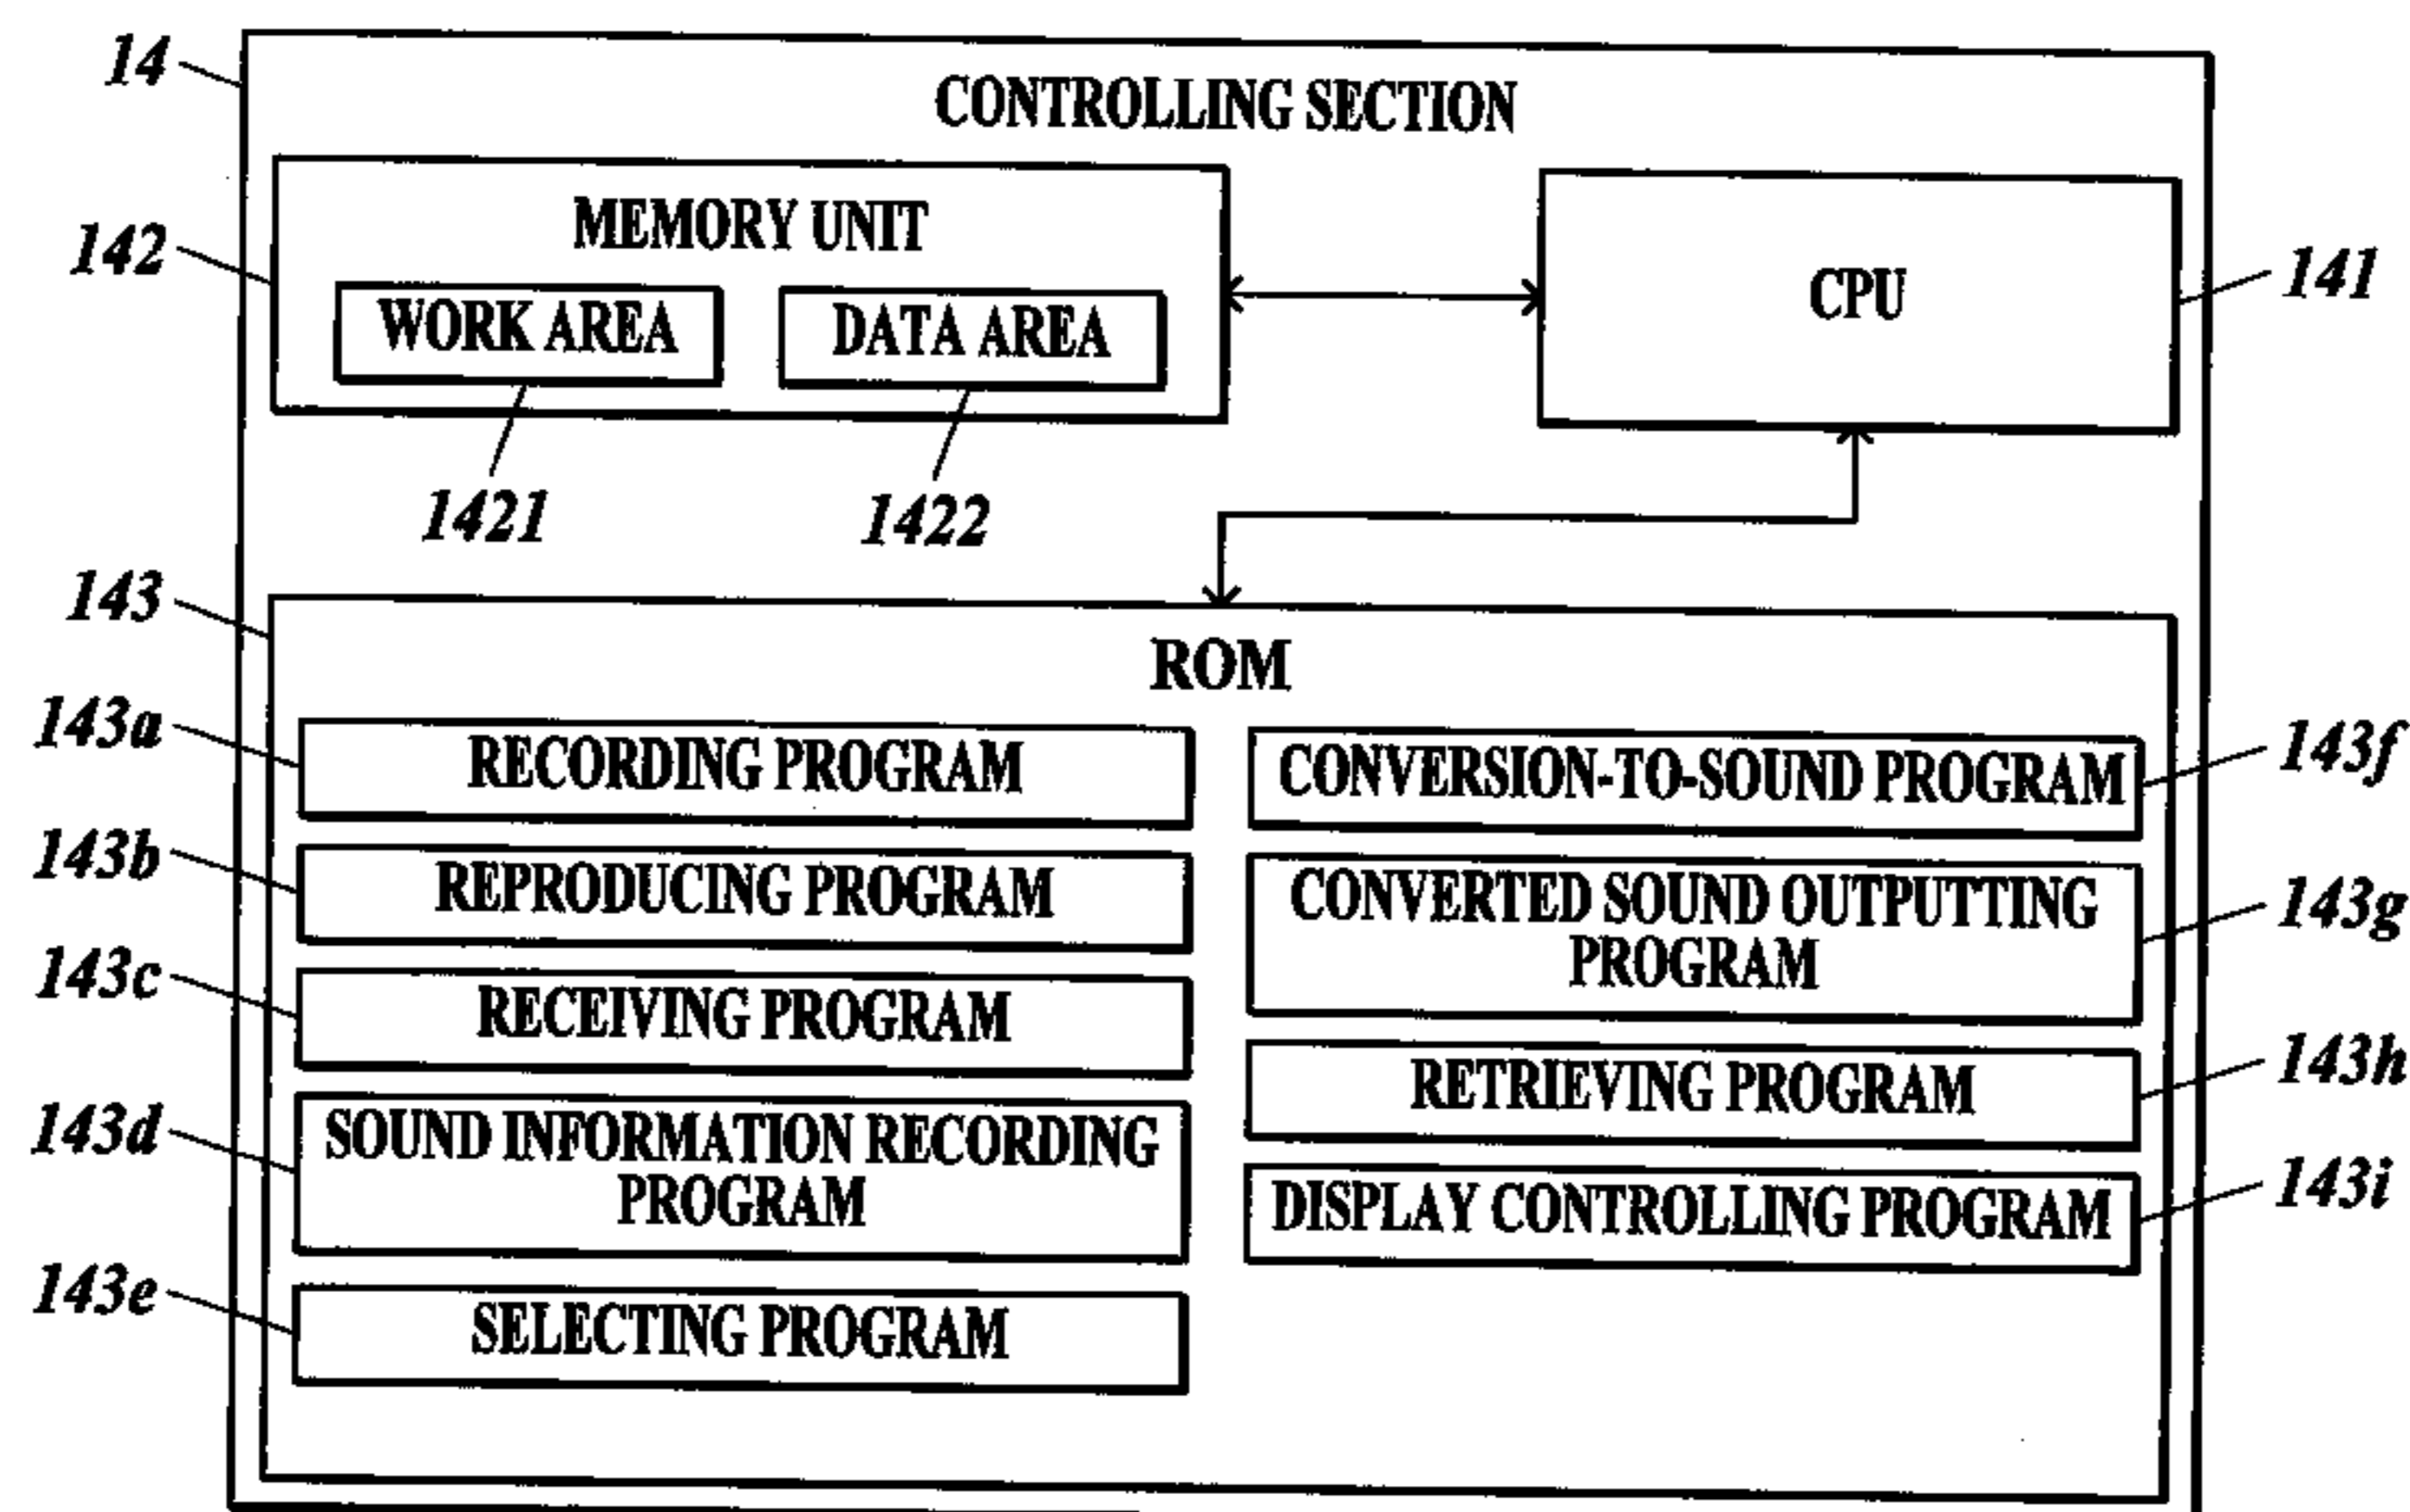 14
CONTROLLING SECTION
142
MEMORY UNIT
WORK AREA
DATA AREA
1421
1422
CPU
141
143
ROM
143a
RECORDING PROGRAM
143b
REPRODUCING PROGRAM
143c
RECEIVING PROGRAM
143d
SOUND INFORMATION RECORDING
PROGRAM
143e
SELECTING PROGRAM
CONVERSION-TO-SOUND PROGRAM
143f
CONVERTED SOUND OUTPUTTING
PROGRAM
143g
RETRIEVING PROGRAM
143h
DISPLAY CONTROLLING PROGRAM
143i